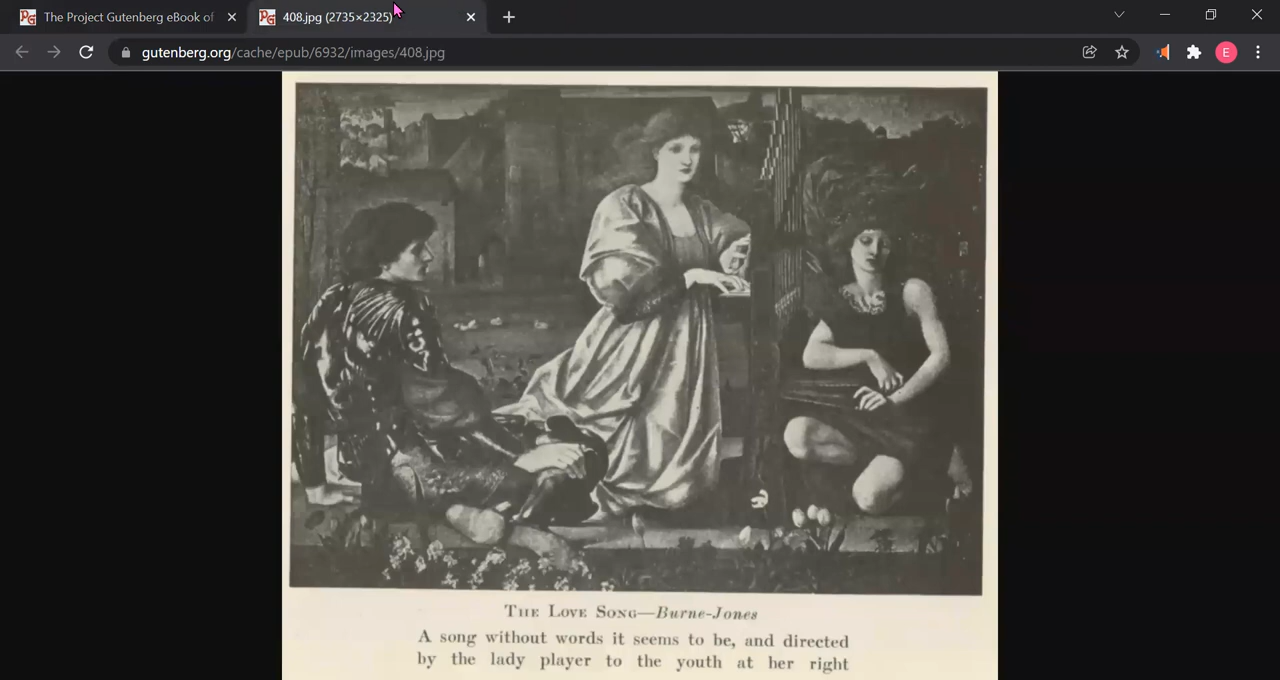 The Project Gutenberg eBook of
408.jpg (2735×2325)
gutenberg.org/cache/epub/6932/images/408.jpg
E
THE LOVE SONG—Burne-Jones
A song without words it seems to be, and directed
by the lady player to the youth at her right